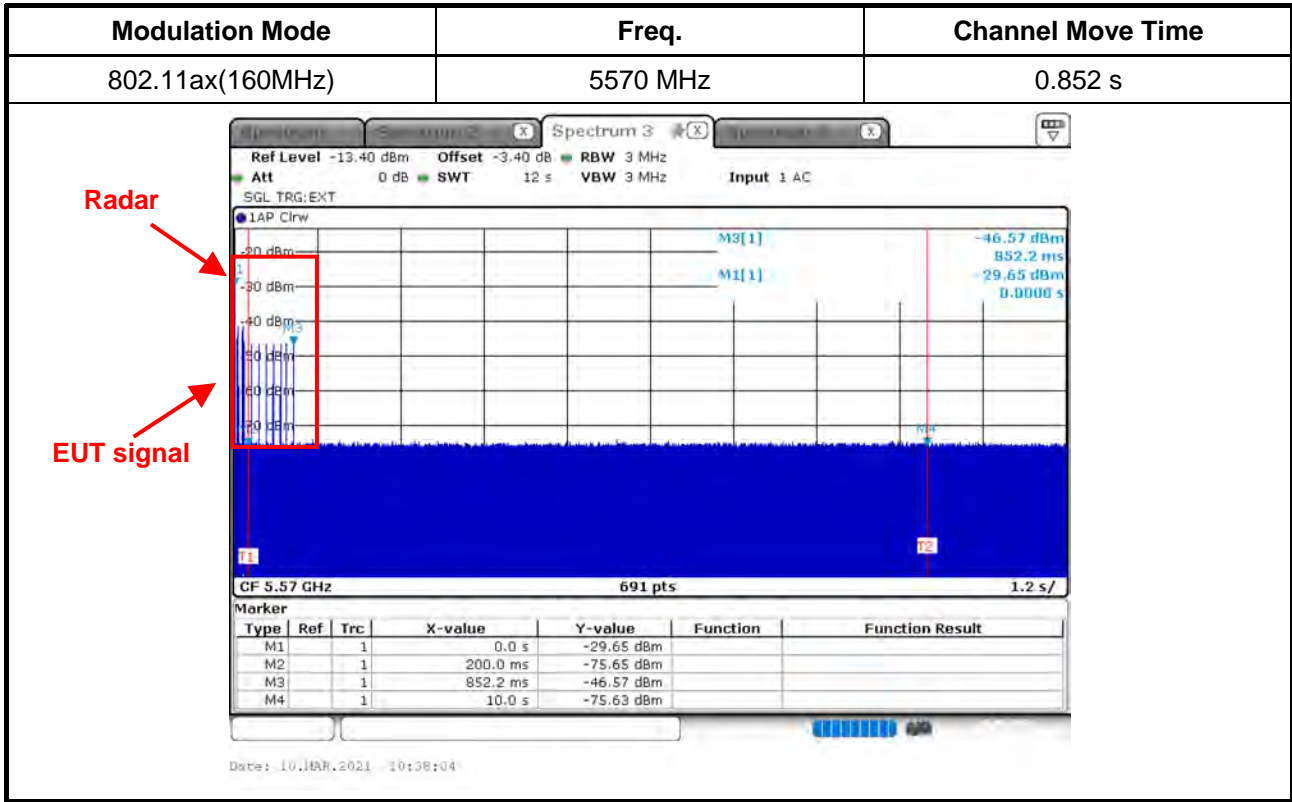 Modulation Mode Freq. Channel Move Time
802.11ax(160MHz) 5570 MHz 0.852 s
Spectrum 3
Ref Level -13.40 dBm Offset -3.40 dB RBW 3 MHz
Att 0 dB SWT 12 s VBW 3 MHz Input 1 AC
SGL TRG:EXT
1AP Clrw
Radar
EUT signal
M3[1] -46.57 dBm
852.2 ms
M1[1] -29.65 dBm
0.0000 s
-20 dBm
-30 dBm
-40 dBm
M3
-50 dBm
-60 dBm
-70 dBm
M4
T1
T2
CF 5.57 GHz 691 pts 1.2 s/
Marker
Type Ref Trc X-value Y-value Function Function Result
M1 1 0.0 s -29.65 dBm
M2 1 200.0 ms -75.65 dBm
M3 1 852.2 ms -46.57 dBm
M4 1 10.0 s -75.63 dBm
Date: 10.MAR.2021 10:38:04